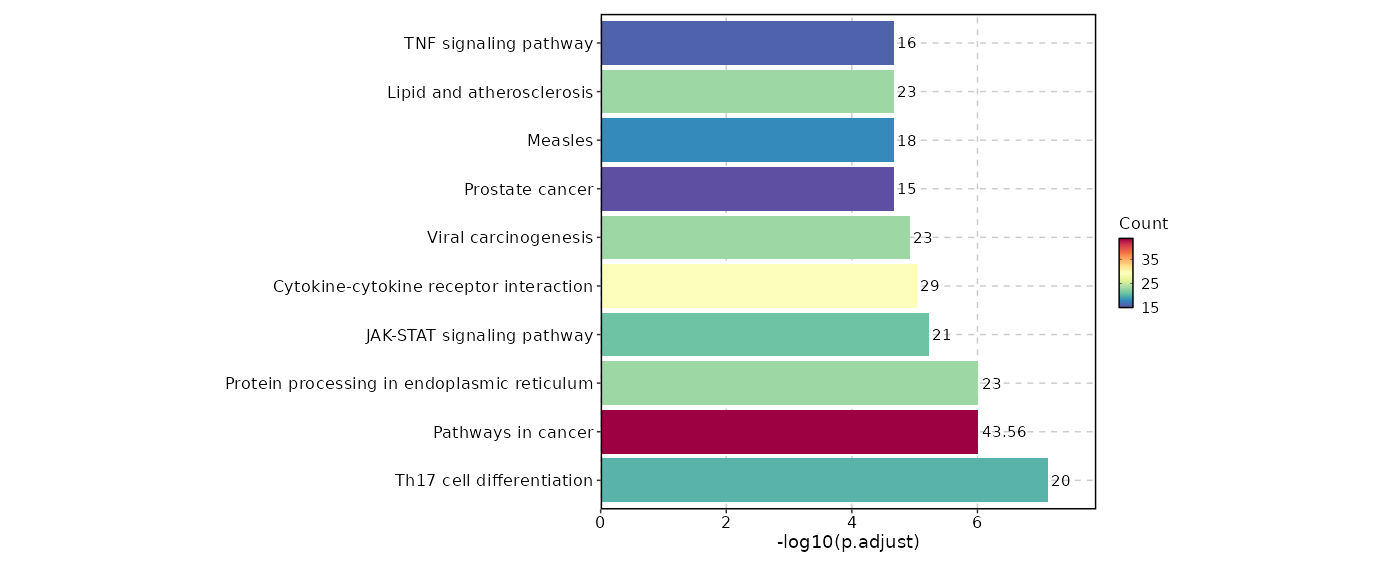 TNF signaling pathway 16
Lipid and atherosclerosis 23
Measles 18
Prostate cancer 15
Viral carcinogenesis 23
Cytokine-cytokine receptor interaction 29
JAK-STAT signaling pathway 21
Protein processing in endoplasmic reticulum 23
Pathways in cancer 43.56
Th17 cell differentiation 20
0 2 4 6
-log10(p.adjust)
Count
35
25
15